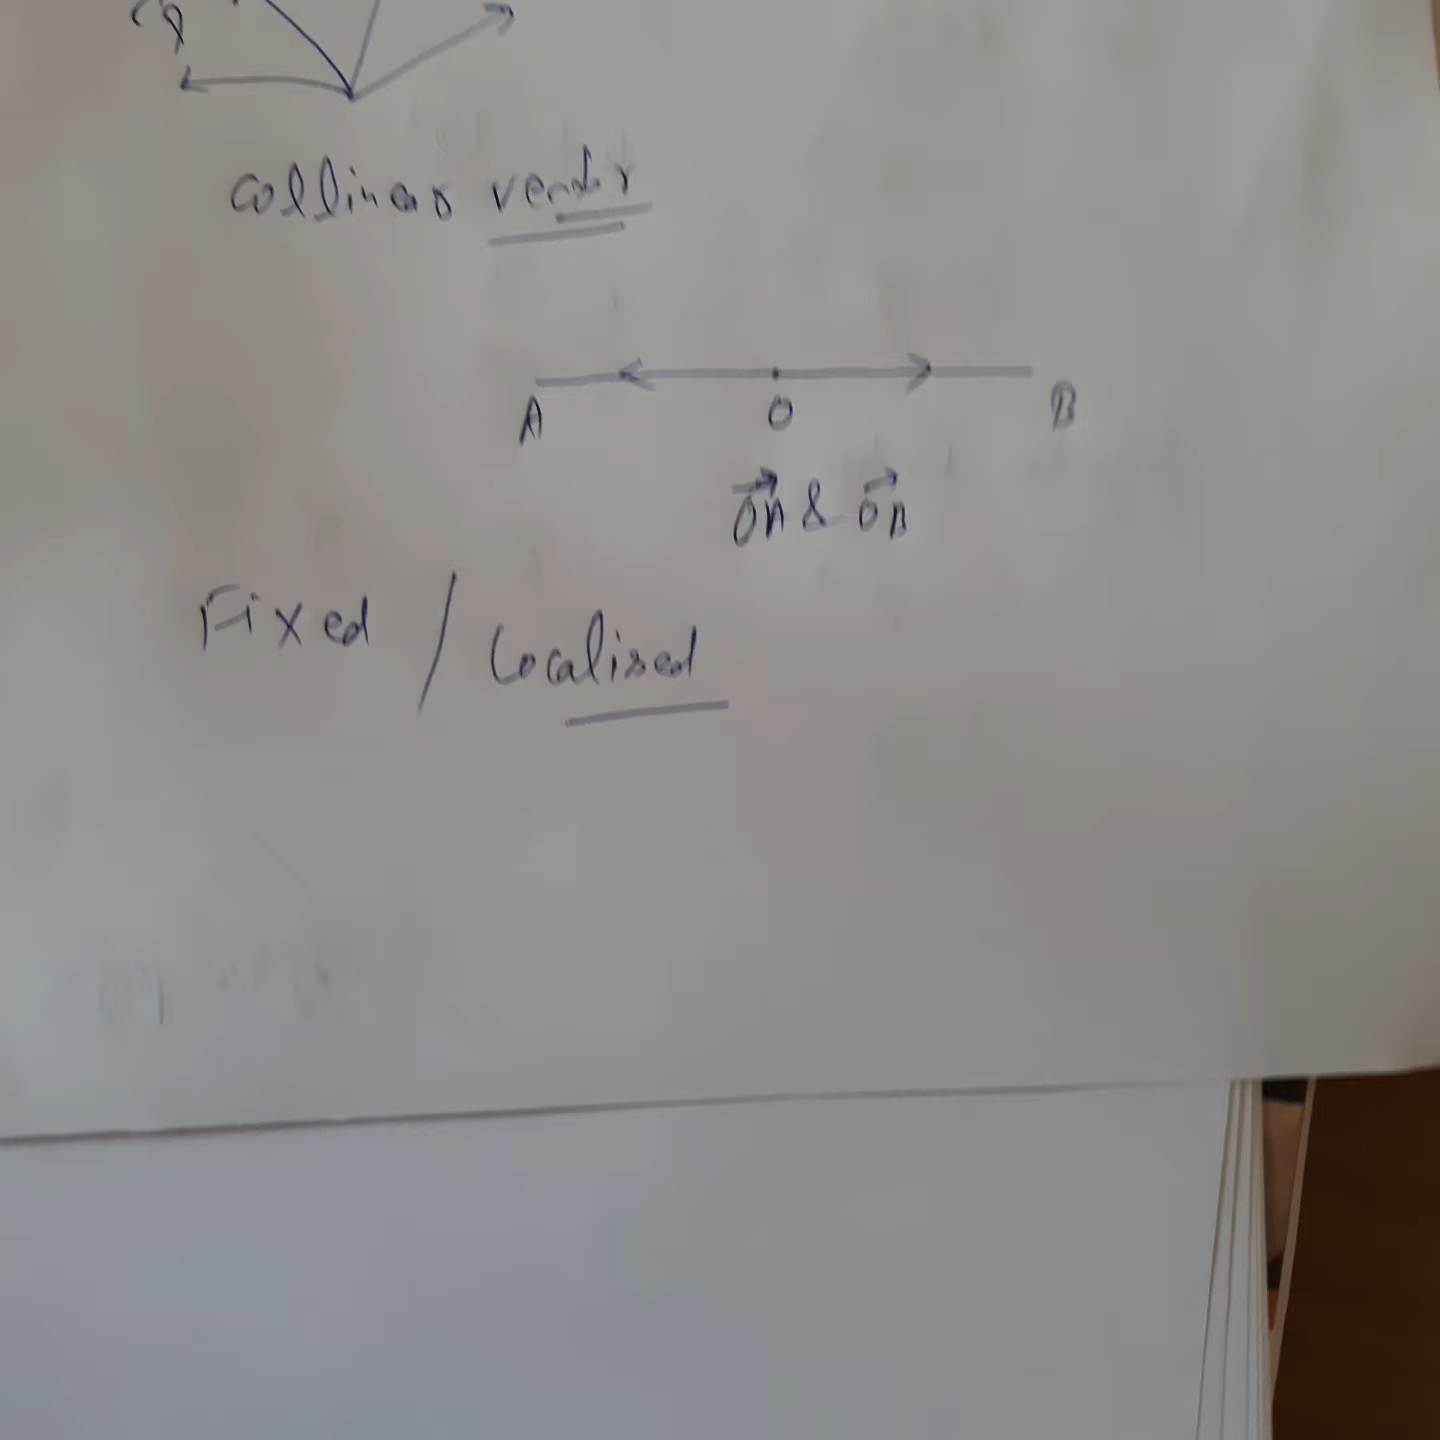 collinear vector
A O B
→OA & →OB
Fixed / Localised